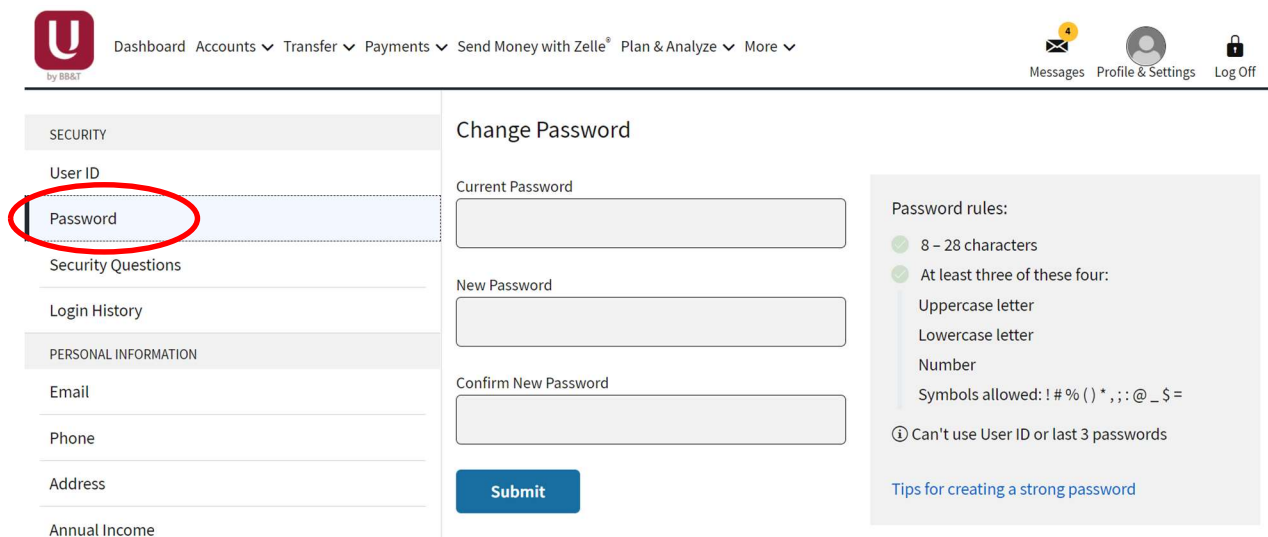 U
by BB&T
Dashboard Accounts Transfer Payments Send Money with Zelle® Plan & Analyze More
4
Messages Profile & Settings Log Off
SECURITY
User ID
Password
Security Questions
Login History
PERSONAL INFORMATION
Email
Phone
Address
Annual Income
Change Password
Current Password
New Password
Confirm New Password
Submit
Password rules:
8 – 28 characters
At least three of these four:
Uppercase letter
Lowercase letter
Number
Symbols allowed: ! # % ( ) * , ; : @ _ $ =
Can't use User ID or last 3 passwords
Tips for creating a strong password